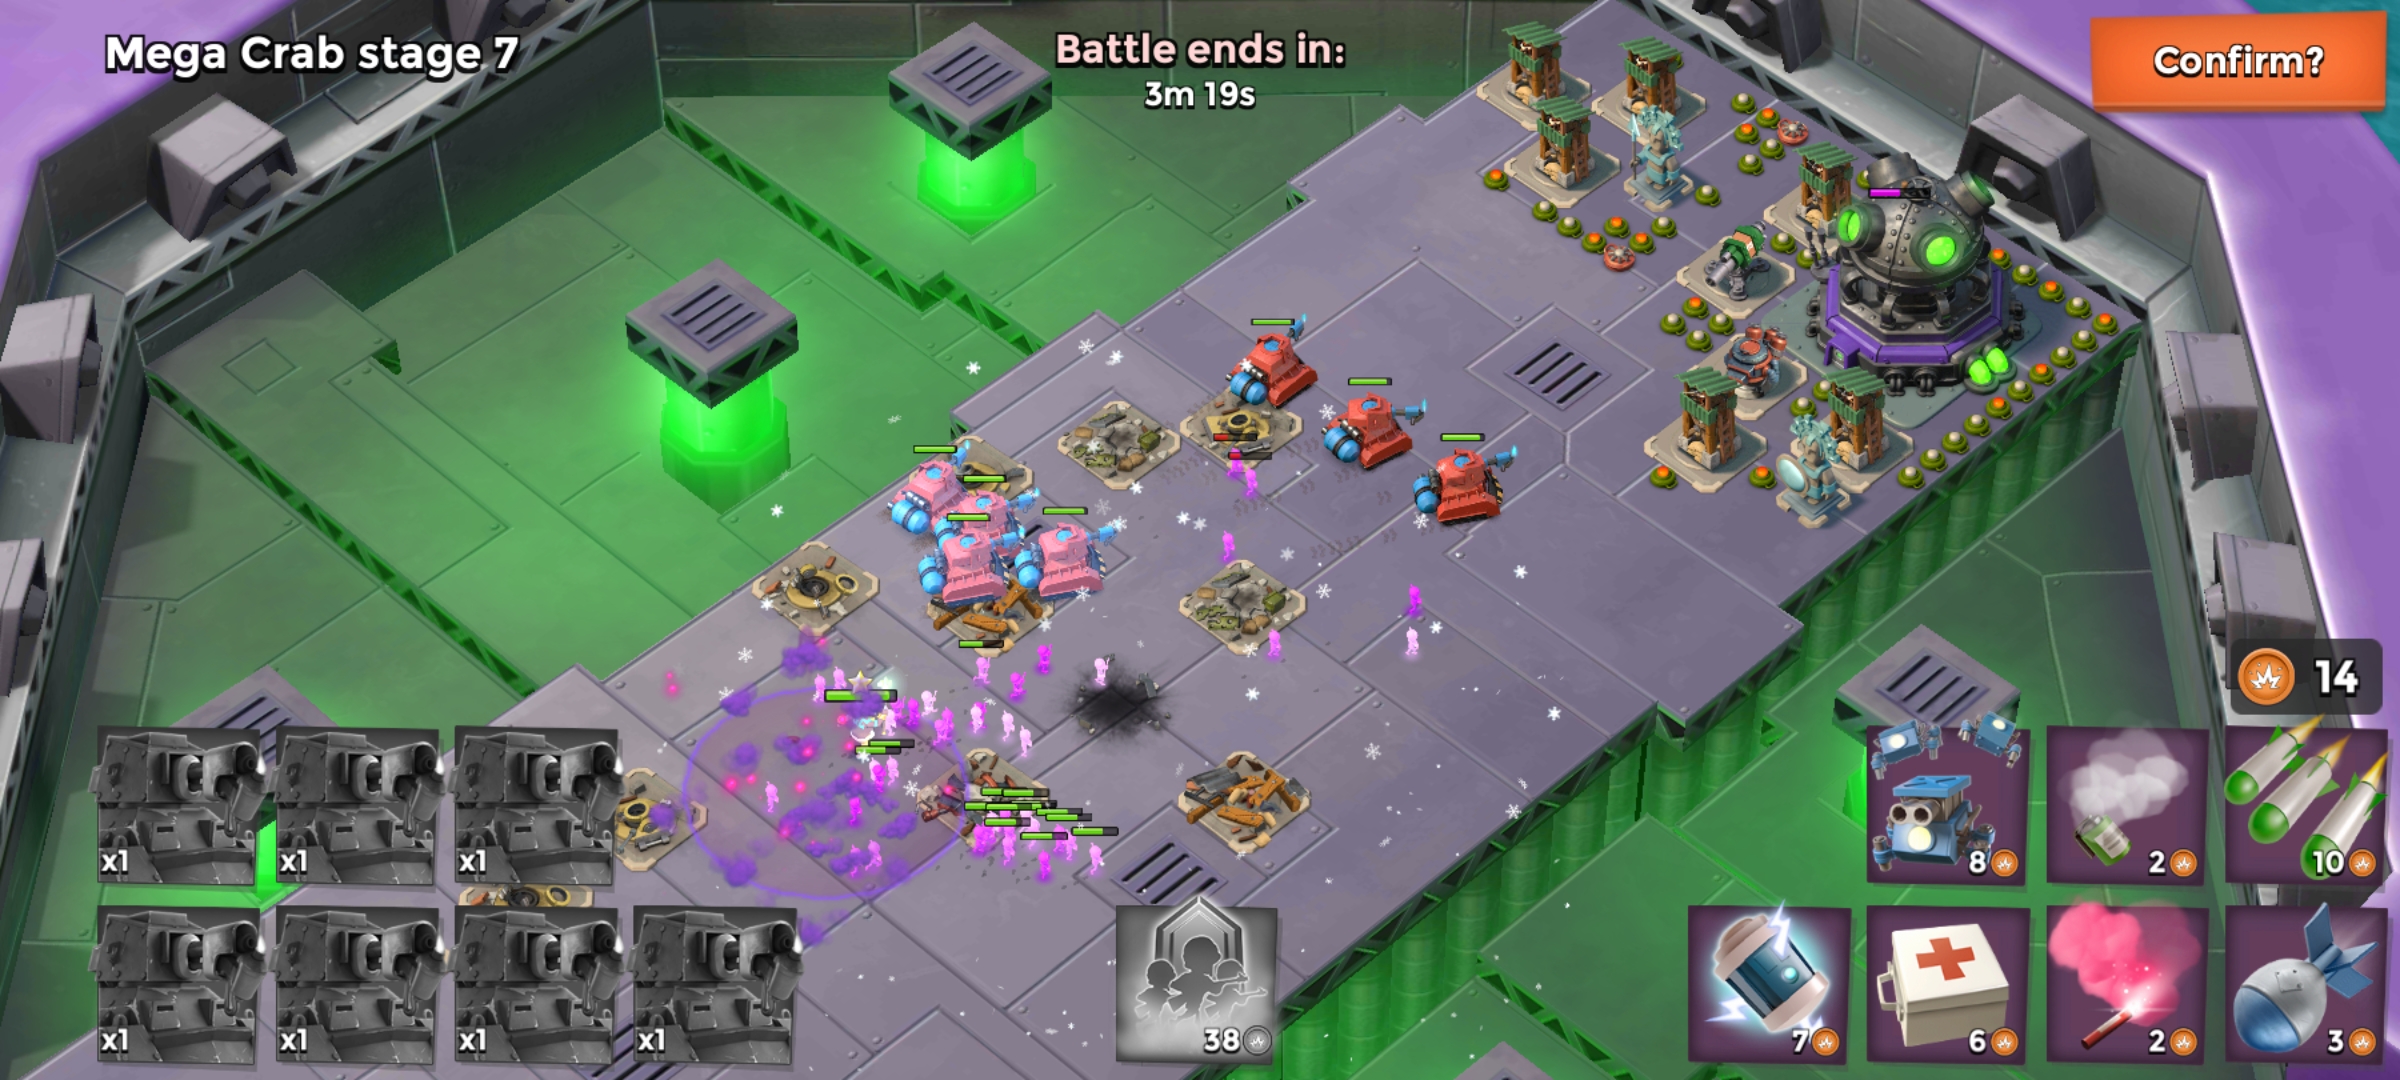 Mega Crab stage 7
Battle ends in:
3m 19s
Confirm?
14
x1
x1
x1
8
2
10
x1
x1
x1
x1
38
7
6
2
3